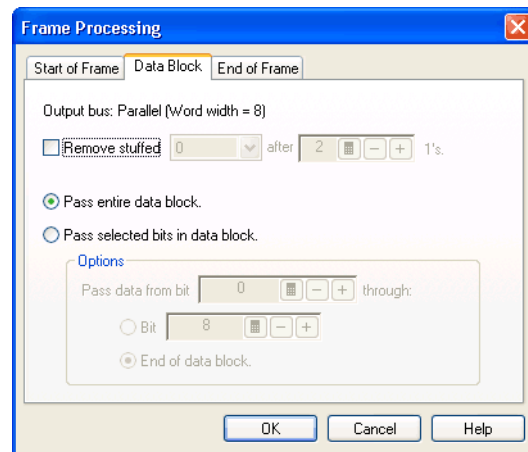 Frame Processing
Start of Frame Data Block End of Frame
Output bus: Parallel (Word width = 8)
Remove stuffed 0 after 2 1's.
Pass entire data block.
Pass selected bits in data block.
Options
Pass data from bit 0 through:
Bit 8
End of data block.
OK Cancel Help